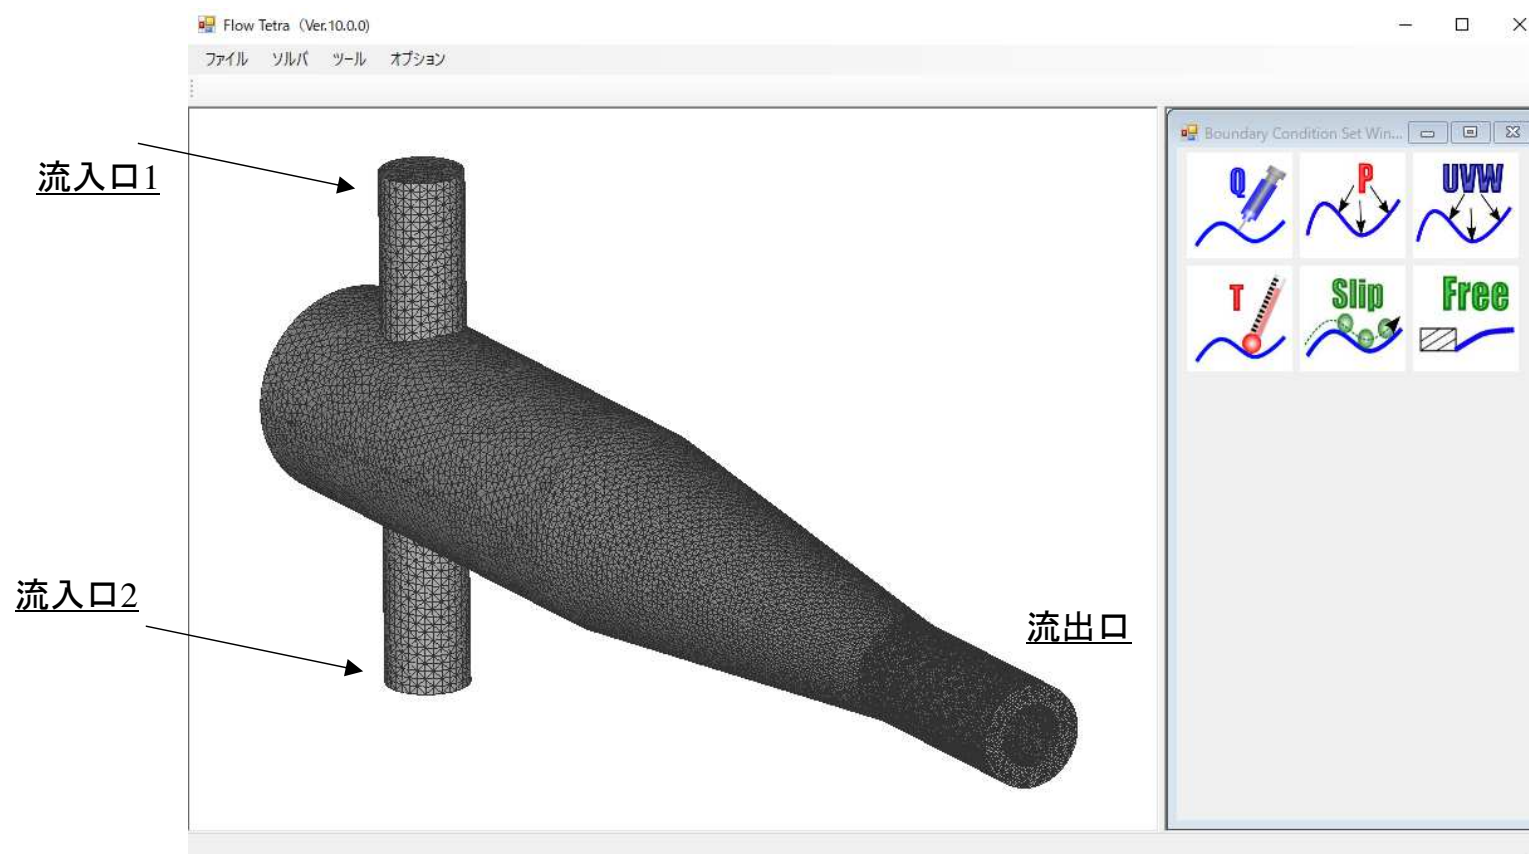 Flow Tetra (Ver.10.0.0)
ファイル ソルバ ツール オプション
Boundary Condition Set Win...
流入口1
Q P UVW
T Slip Free
流入口2
流出口